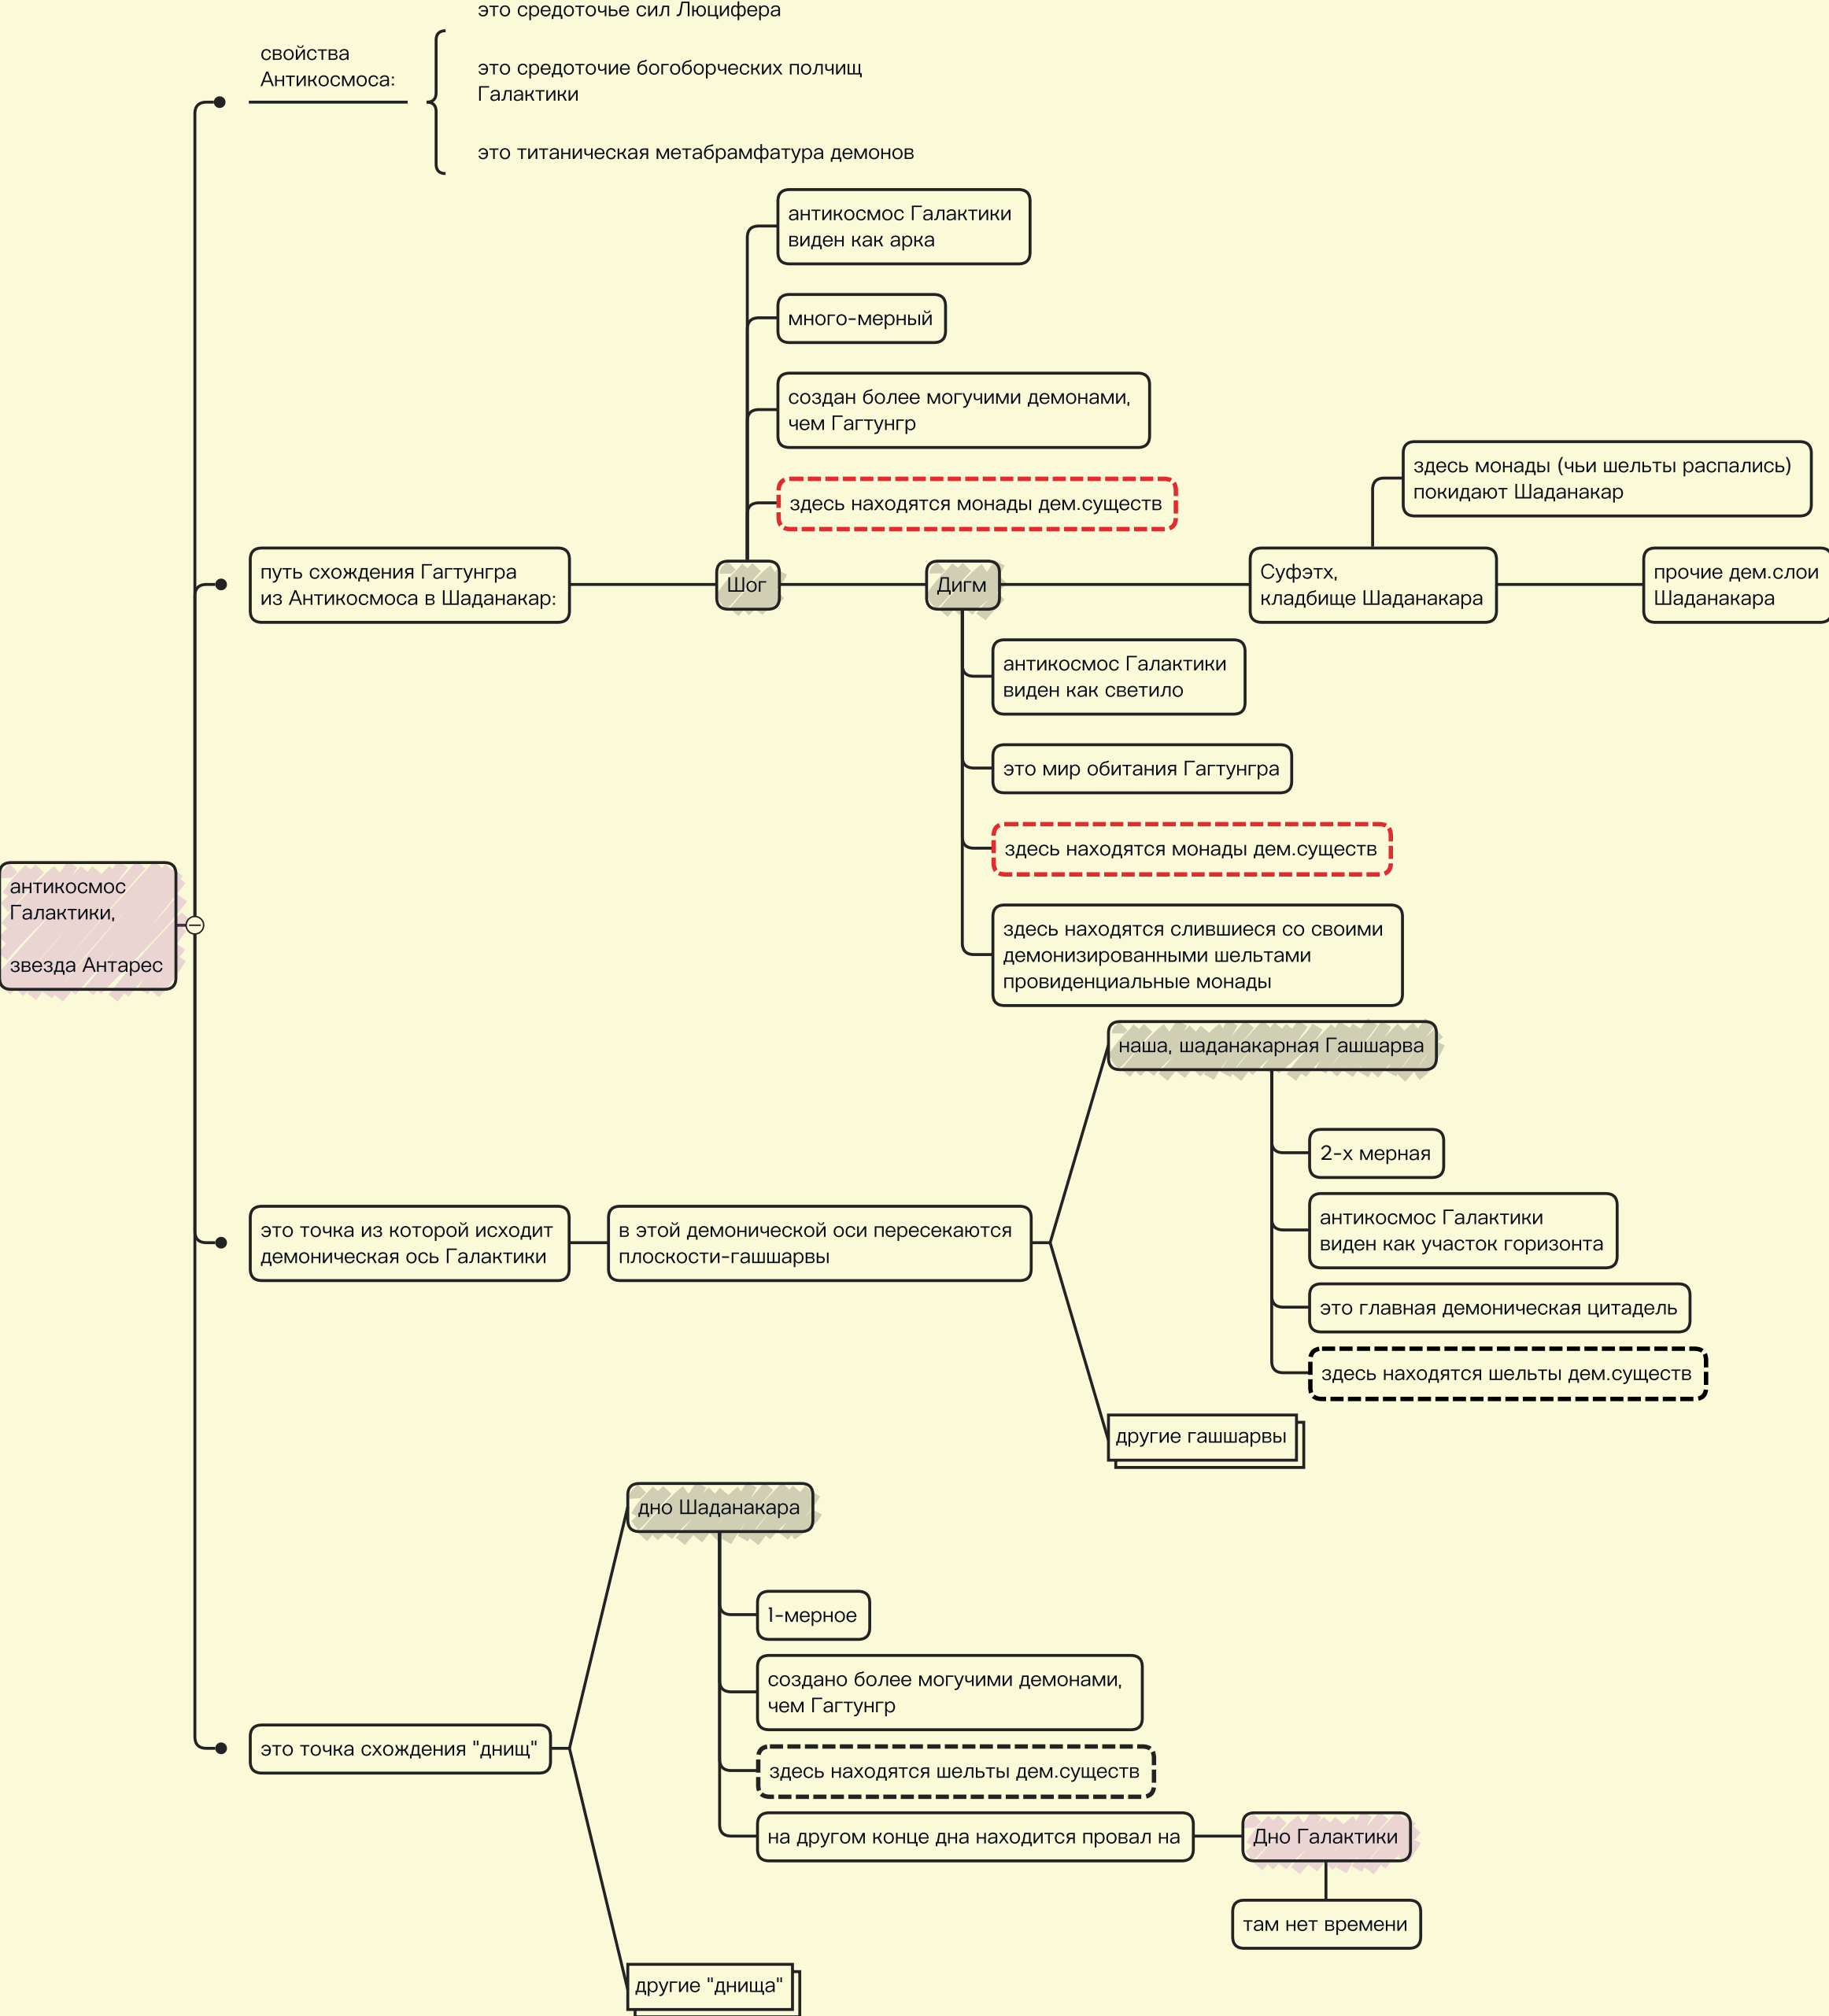 это средоточье сил Люцифера
свойства
Антикосмоса:
это средоточие богоборческих полчищ
Галактики
это титаническая метабрамфатура демонов
антикосмос Галактики
виден как арка
много-мерный
создан более могучими демонами,
чем Гагтунгр
здесь находятся монады дем.существ
здесь монады (чьи шельты распались)
покидают Шаданакар
путь схождения Гагтунгра
из Антикосмоса в Шаданакар:
Шог
Дигм
Суфэтх,
кладбище Шаданакара
прочие дем.слои
Шаданакара
антикосмос Галактики
виден как светило
это мир обитания Гагтунгра
здесь находятся монады дем.существ
здесь находятся слившиеся со своими
демонизированными шельтами
провиденциальные монады
антикосмос
Галактики,
звезда Антарес
наша, шаданакарная Гашшарва
2-х мерная
антикосмос Галактики
виден как участок горизонта
это главная демоническая цитадель
здесь находятся шельты дем.существ
это точка из которой исходит
демоническая ось Галактики
в этой демонической оси пересекаются
плоскости-гашшарвы
другие гашшарвы
дно Шаданакара
1-мерное
создано более могучими демонами,
чем Гагтунгр
здесь находятся шельты дем.существ
на другом конце дна находится провал на
Дно Галактики
там нет времени
это точка схождения "днищ"
другие "днища"